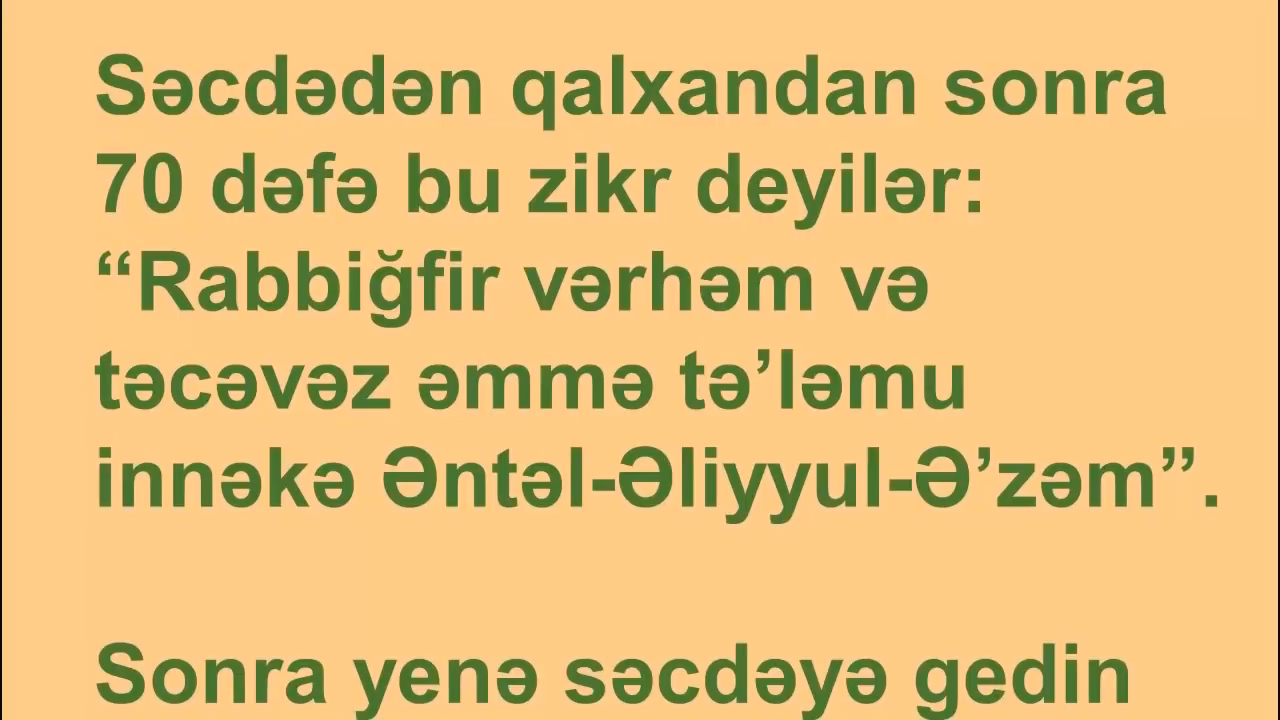 Səcdədən qalxandan sonra
70 dəfə bu zikr deyilər:
“Rabbiğfir vərhəm və
təcəvəz əmmə tə’ləmu
innəkə Əntəl-Əliyyul-Ə’zəm”.
Sonra yenə səcdəyə gedin